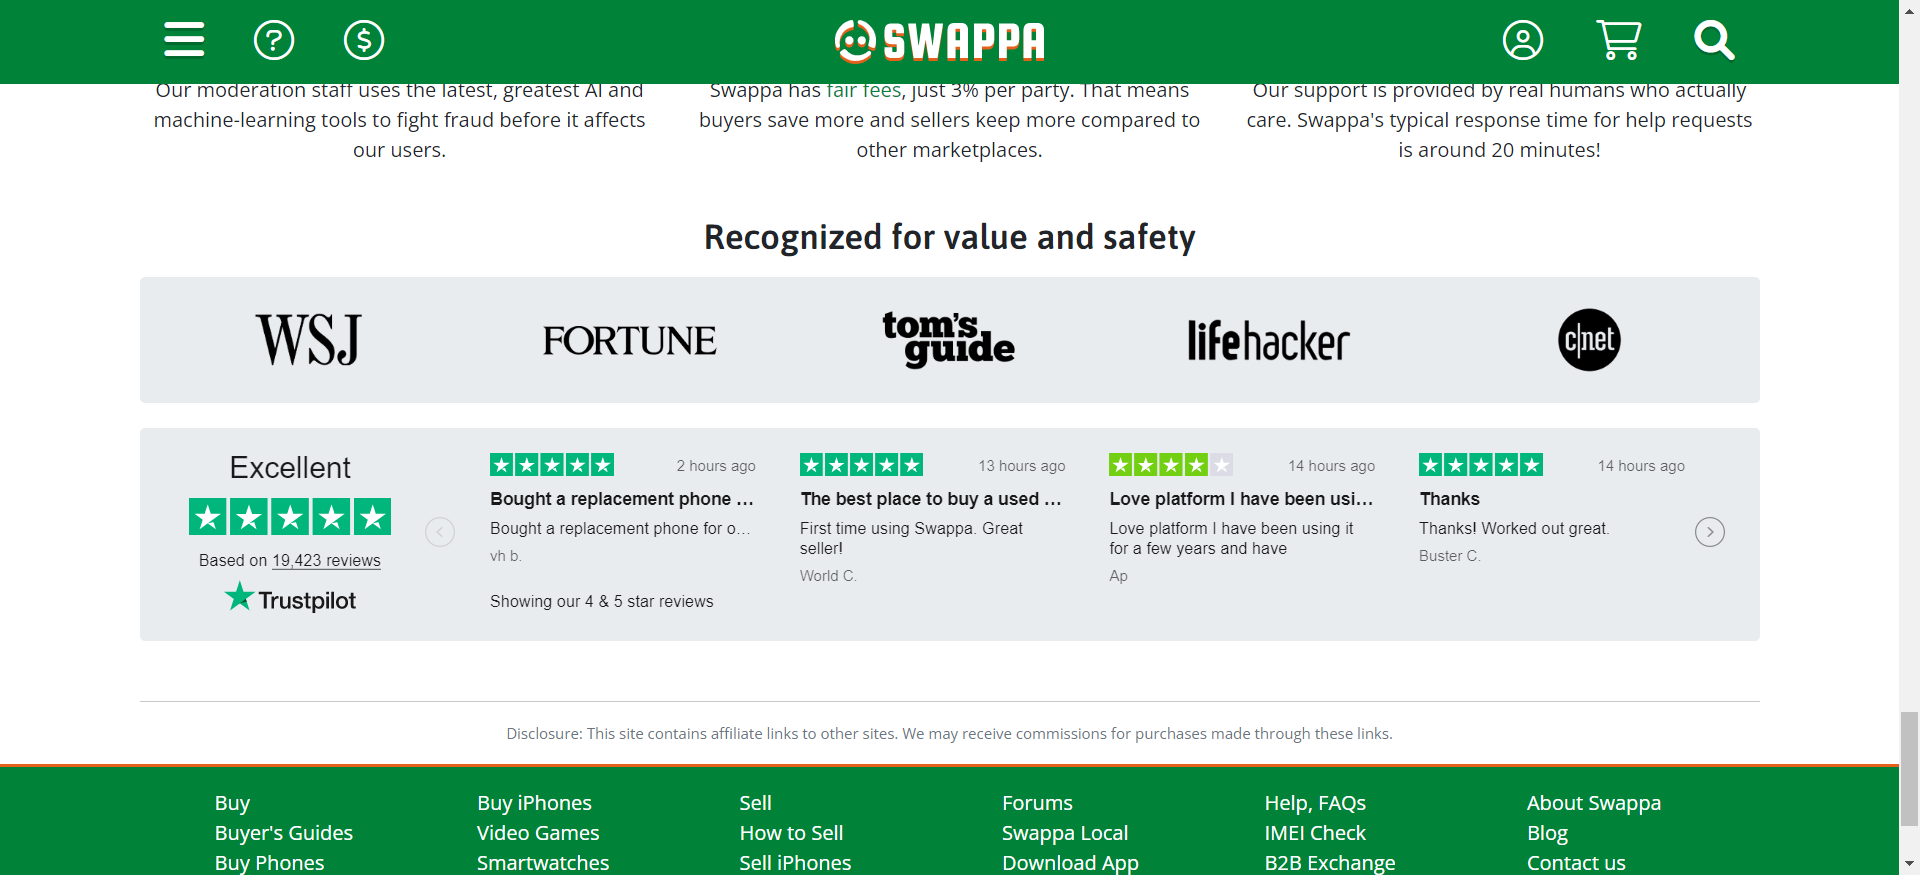 SWAPPA
Our moderation staff uses the latest, greatest AI and
machine-learning tools to fight fraud before it affects
our users.
Swappa has fair fees, just 3% per party. That means
buyers save more and sellers keep more compared to
other marketplaces.
Our support is provided by real humans who actually
care. Swappa's typical response time for help requests
is around 20 minutes!
Recognized for value and safety
WSJ
FORTUNE
tom's
guide
lifehacker
c|net
Excellent
Based on 19,423 reviews
Trustpilot
2 hours ago
Bought a replacement phone ...
Bought a replacement phone for o...
vh b.
13 hours ago
The best place to buy a used ...
First time using Swappa. Great
seller!
World C.
14 hours ago
Love platform I have been usi...
Love platform I have been using it
for a few years and have
Ap
14 hours ago
Thanks
Thanks! Worked out great.
Buster C.
Showing our 4 & 5 star reviews
Disclosure: This site contains affiliate links to other sites. We may receive commissions for purchases made through these links.
Buy
Buyer's Guides
Buy Phones
Buy iPhones
Video Games
Smartwatches
Sell
How to Sell
Sell iPhones
Forums
Swappa Local
Download App
Help, FAQs
IMEI Check
B2B Exchange
About Swappa
Blog
Contact us